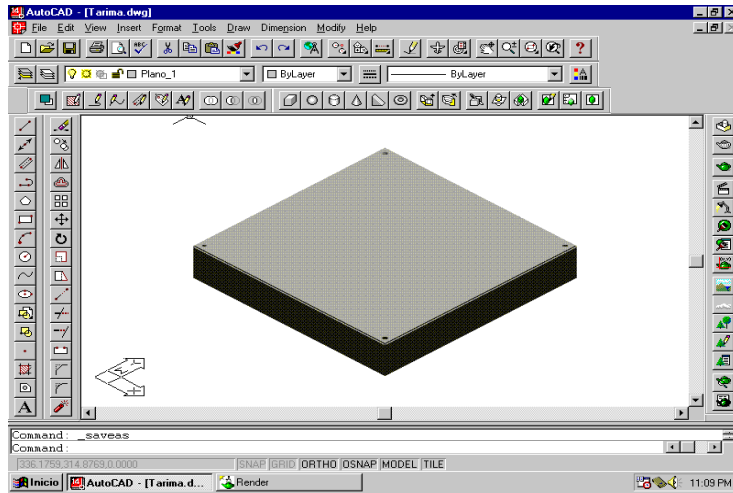 AutoCAD - [Tarima.dwg]
File Edit View Insert Format Tools Draw Dimension Modify Help
Plano_1 ByLayer ByLayer
A
Command: _saveas
Command:
336.1759,314.8769,0.0000 SNAP GRID ORTHO OSNAP MODEL TILE
Inicio AutoCAD - [Tarima.d... Render 11:09 PM